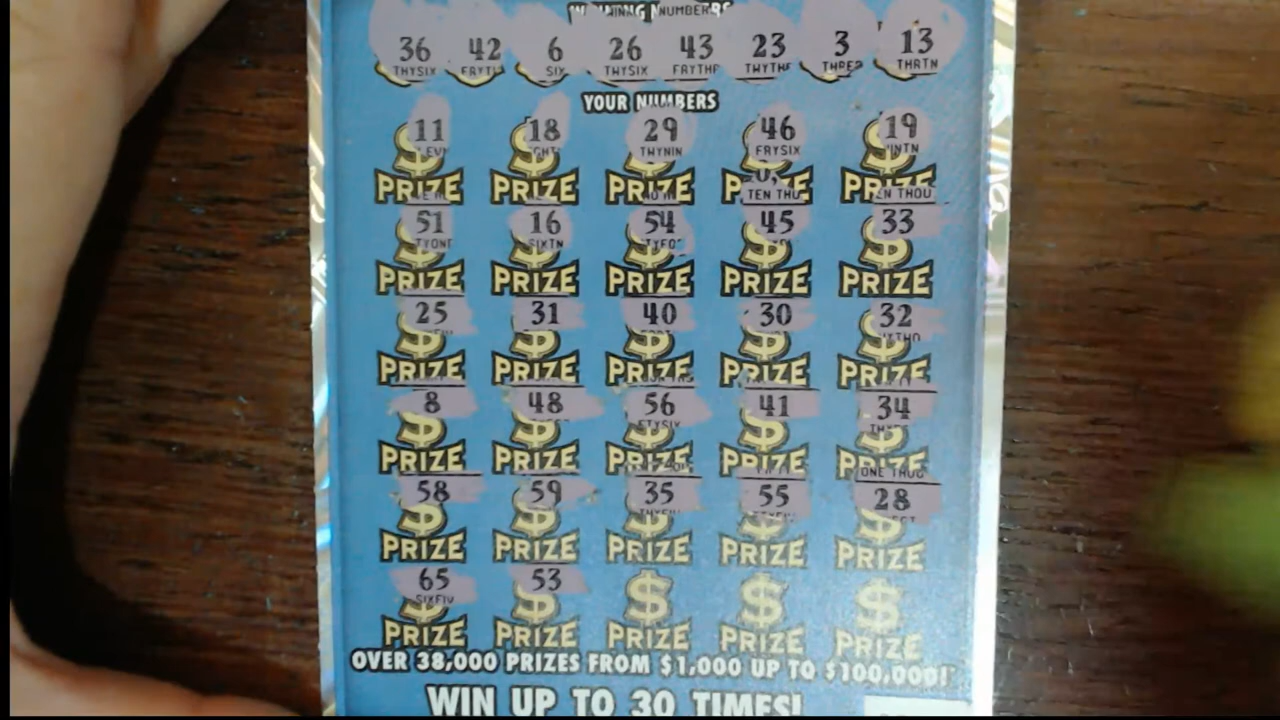 WINNING NUMBERS
36 42 6 26 43 23 3 13
THYSIX SIX THYSIX FRYTHR TWYTHR THREE THRTN
YOUR NUMBERS
11 18 29 46 19
THYNIN FRYSIX
PRIZE PRIZE PRIZE PRIZE PRIZE
TEN THOU
51 16 54 45 33
SIXTN
PRIZE PRIZE PRIZE PRIZE PRIZE
25 31 40 30 32
PRIZE PRIZE PRIZE PRIZE PRIZE
8 48 56 41 34
FTYSIX
PRIZE PRIZE PRIZE PRIZE PRIZE
ONE THOU
58 59 35 55 28
PRIZE PRIZE PRIZE PRIZE PRIZE
65 53
SIXFIV
PRIZE PRIZE PRIZE PRIZE PRIZE
OVER 38,000 PRIZES FROM $1,000 UP TO $100,000!
WIN UP TO 30 TIMES!